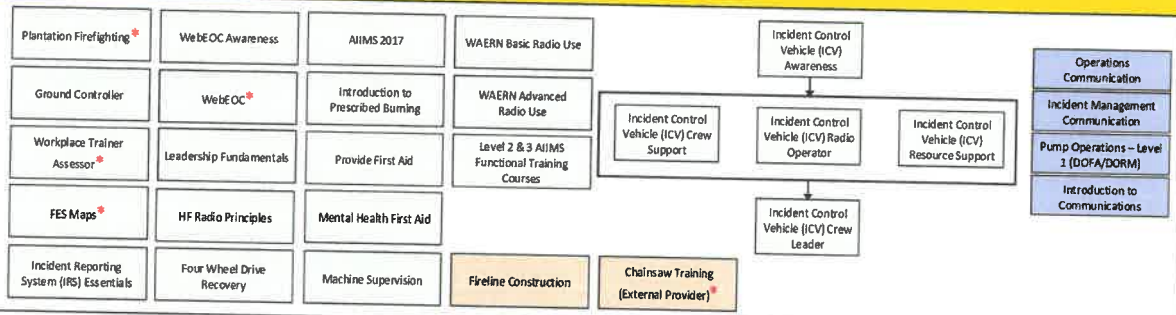 Plantation Firefighting*
WebEOC Awareness
AIIMS 2017
WAERN Basic Radio Use
Ground Controller
WebEOC*
Introduction to
Prescribed Burning
WAERN Advanced
Radio Use
Workplace Trainer
Assessor*
Leadership Fundamentals
Provide First Aid
Level 2 & 3 AIIMS
Functional Training
Courses
FES Maps*
HF Radio Principles
Mental Health First Aid
Incident Reporting
System (IRS) Essentials
Four Wheel Drive
Recovery
Machine Supervision
Fireline Construction
Chainsaw Training
(External Provider)*
Incident Control
Vehicle (ICV)
Awareness
Incident Control
Vehicle (ICV) Crew
Support
Incident Control
Vehicle (ICV) Radio
Operator
Incident Control
Vehicle (ICV)
Resource Support
Incident Control
Vehicle (ICV) Crew
Leader
Operations
Communication
Incident Management
Communication
Pump Operations – Level
1 (DOFA/DORM)
Introduction to
Communications